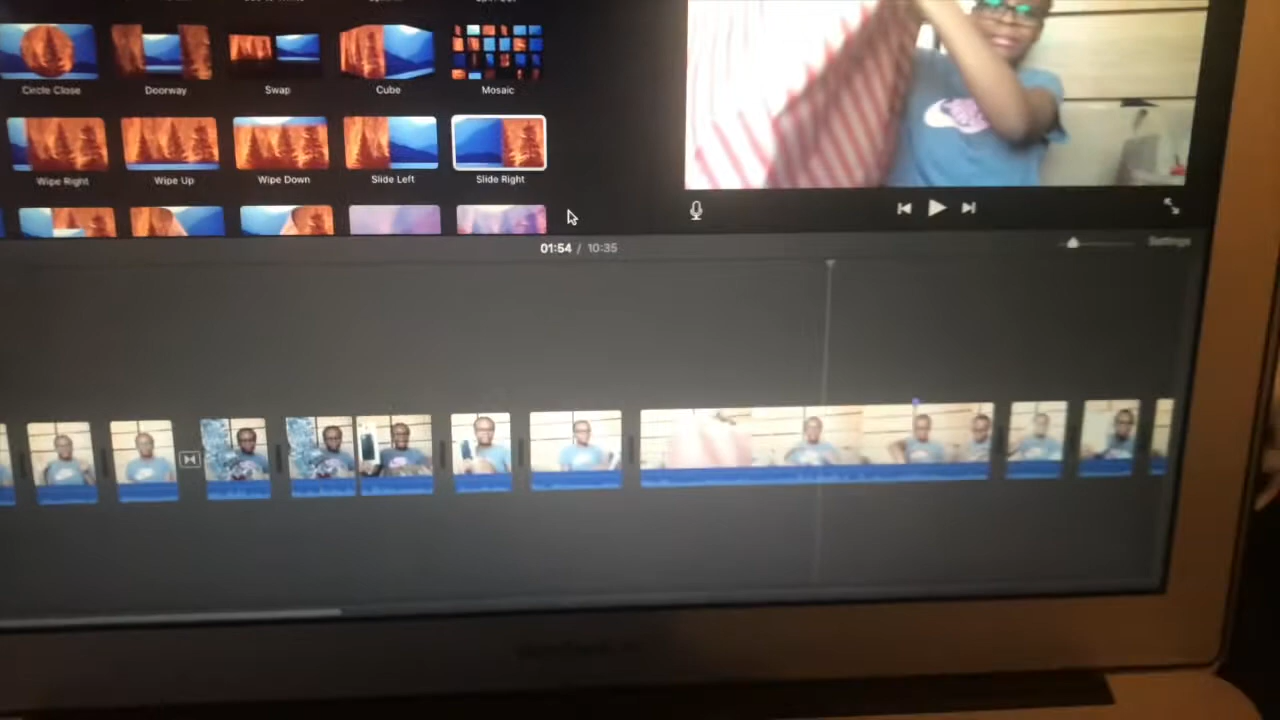 Circle Close
Doorway
Swap
Cube
Mosaic
Wipe Right
Wipe Up
Wipe Down
Slide Left
Slide Right
01:54 / 10:35
Settings